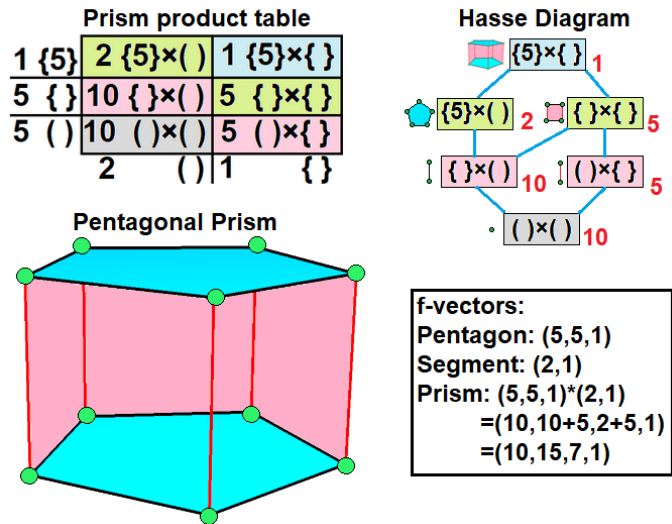 Prism product table
1 {5} 2 {5}×( ) 1 {5}×{ }
5 { } 10 { }×( ) 5 { }×{ }
5 ( ) 10 ( )×( ) 5 ( )×{ }
2 ( ) 1 { }
Hasse Diagram
{5}×{ } 1
{5}×( ) 2 { }×{ } 5
{ }×( ) 10 ( )×{ } 5
( )×( ) 10
Pentagonal Prism
f-vectors:
Pentagon: (5,5,1)
Segment: (2,1)
Prism: (5,5,1)*(2,1)
=(10,10+5,2+5,1)
=(10,15,7,1)